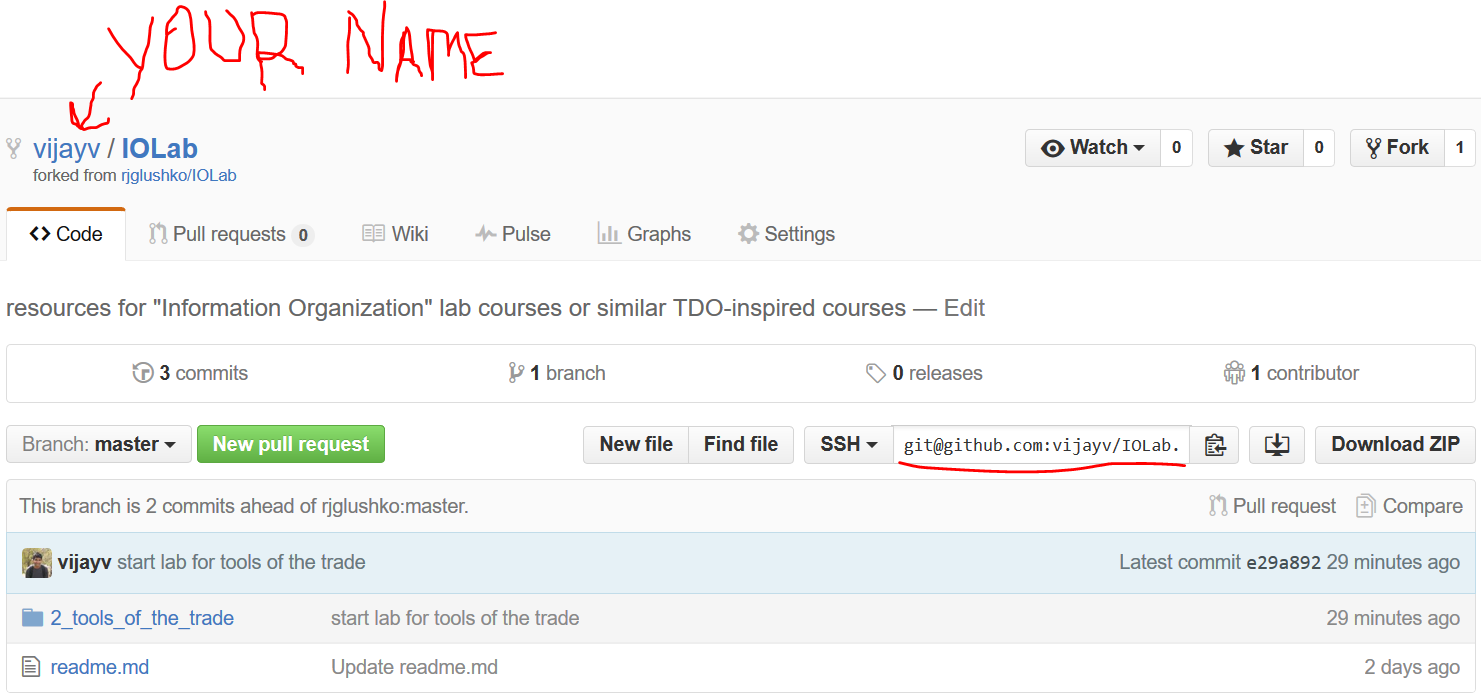 YOUR NAME
vijayv / IOLab
forked from rjglushko/IOLab
Watch 0 Star 0 Fork 1
Code Pull requests 0 Wiki Pulse Graphs Settings
resources for "Information Organization" lab courses or similar TDO-inspired courses — Edit
3 commits 1 branch 0 releases 1 contributor
Branch: master New pull request New file Find file SSH git@github.com:vijayv/IOLab. Download ZIP
This branch is 2 commits ahead of rjglushko:master. Pull request Compare
vijayv start lab for tools of the trade Latest commit e29a892 29 minutes ago
2_tools_of_the_trade start lab for tools of the trade 29 minutes ago
readme.md Update readme.md 2 days ago